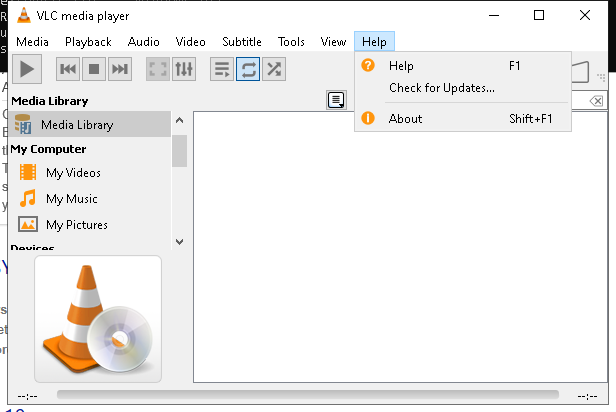 VLC media player
Media Playback Audio Video Subtitle Tools View Help
Help F1
Check for Updates...
About Shift+F1
Media Library
Media Library
My Computer
My Videos
My Music
My Pictures
Devices
--:-- --:--